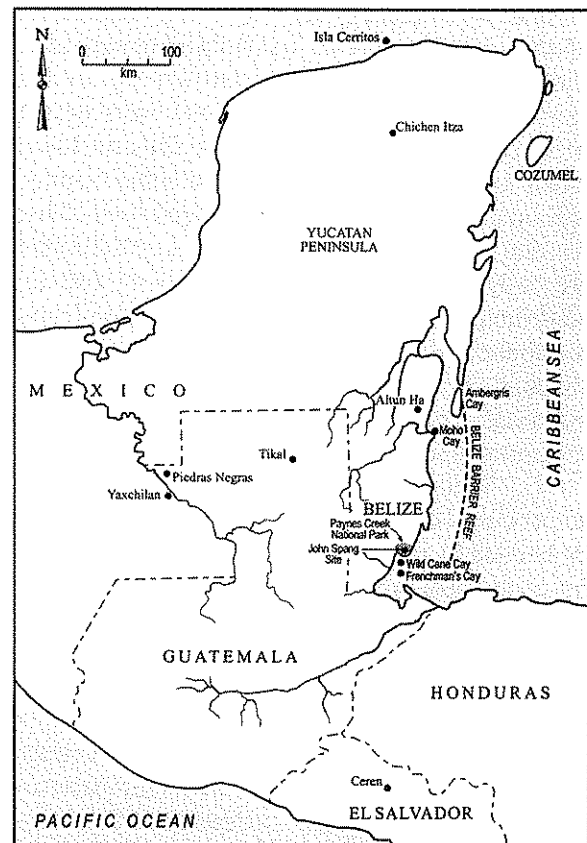 N
0 100
km
Isla Cerritos
Chichen Itza
COZUMEL
YUCATAN
PENINSULA
CARIBBEAN SEA
MEXICO
Altun Ha
Ambergris
Cay
Moho
Cay
BELIZE BARRIER REEF
Tikal
Piedras Negras
Yaxchilan
BELIZE
Paynes Creek
National Park
John Spang
Site
Wild Cane Cay
Frenchman's Cay
GUATEMALA
HONDURAS
Ceren
EL SALVADOR
PACIFIC OCEAN